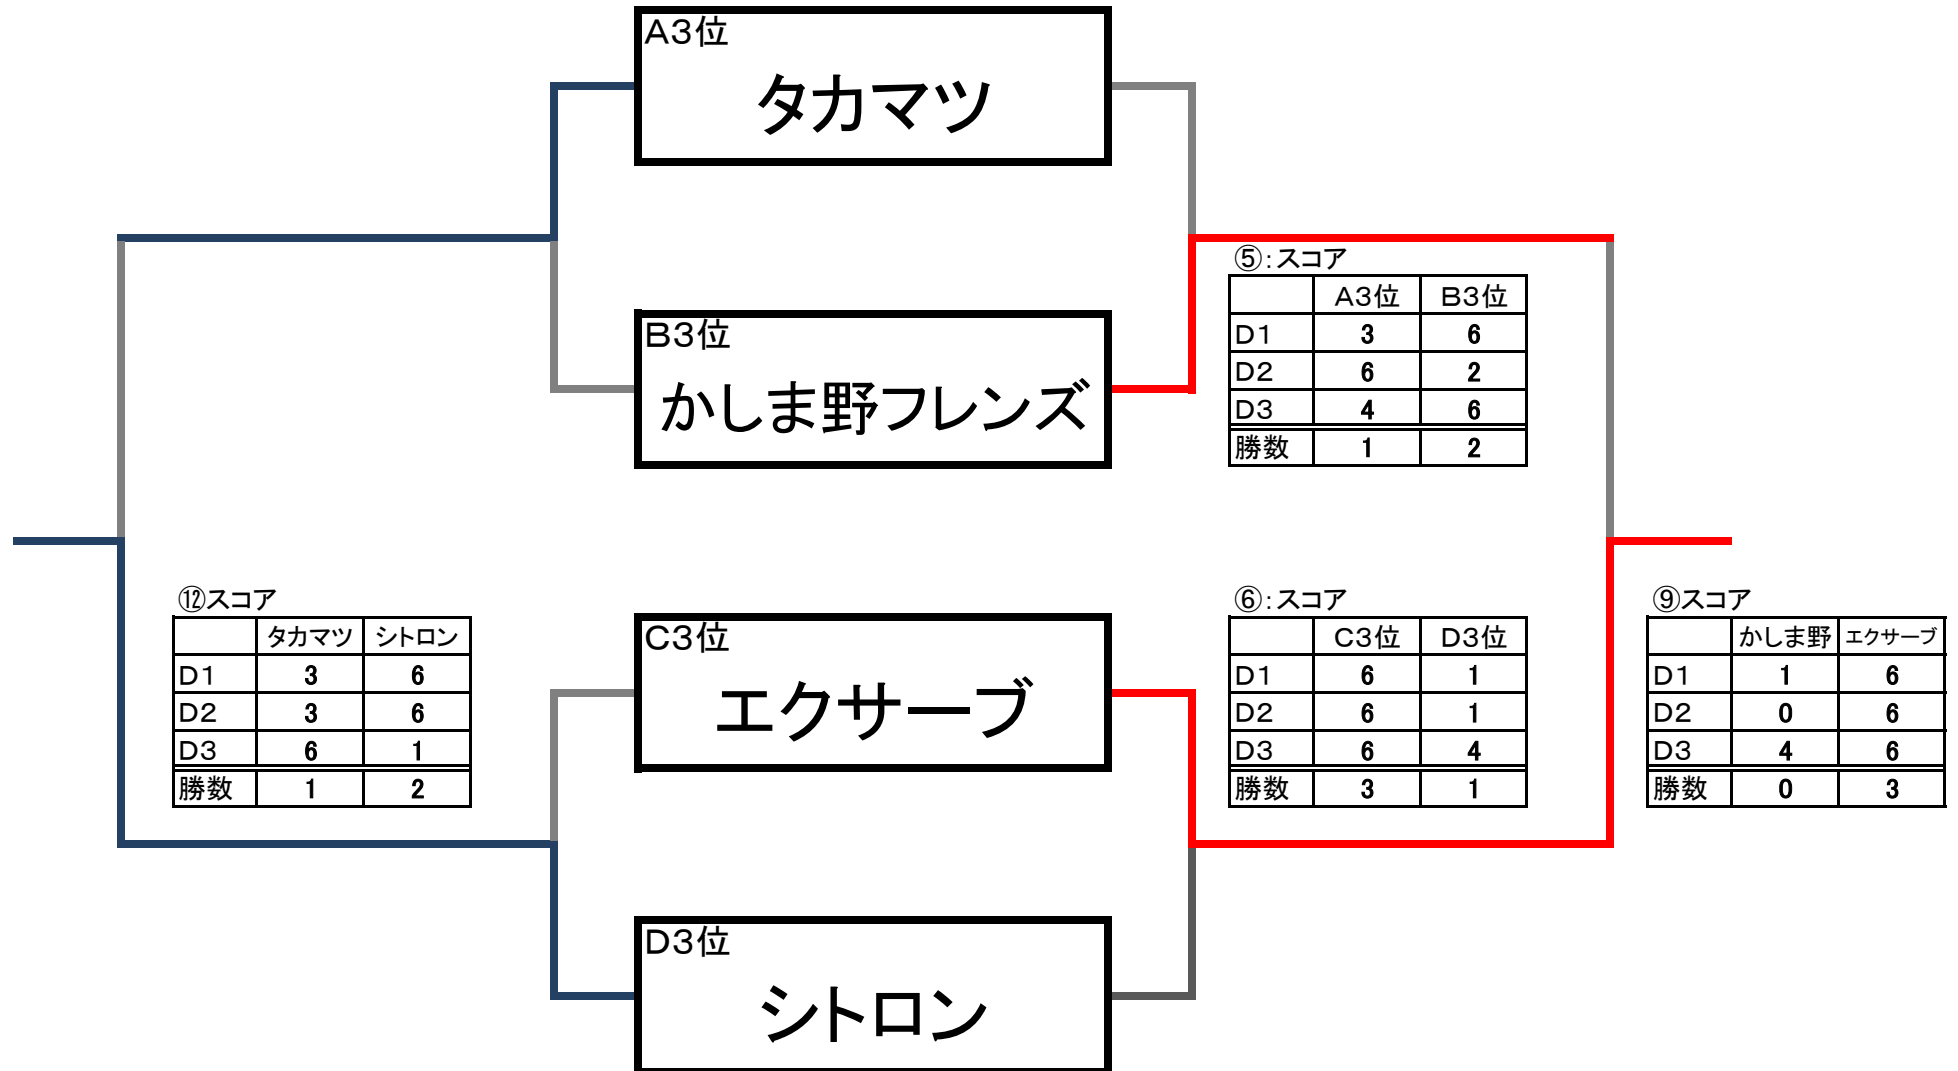 A3位
タカマツ
B3位
かしま野フレンズ
⑤:スコア
A3位 B3位
D1 3 6
D2 6 2
D3 4 6
勝数 1 2
⑫スコア
タカマツ シトロン
D1 3 6
D2 3 6
D3 6 1
勝数 1 2
C3位
エクサーブ
⑥:スコア
C3位 D3位
D1 6 1
D2 6 1
D3 6 4
勝数 3 1
⑨スコア
かしま野 エクサーブ
D1 1 6
D2 0 6
D3 4 6
勝数 0 3
D3位
シトロン